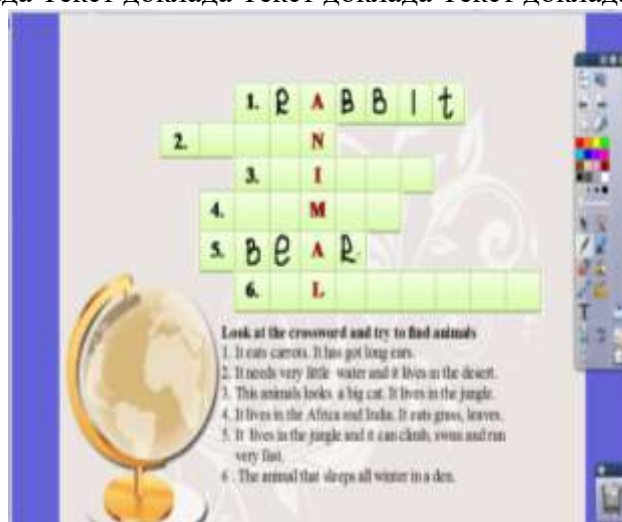 Текст доклада Текст доклада Текст доклада
1. R A B B I t
2. N
3. I
4. M
5. B e A R
6. L
Look at the crossword and try to find animals
1. It eats carrots. It has got long ears.
2. It needs very little water and it lives in the desert.
3. This animals looks a big cat. It lives in the jungle.
4. It lives in the Africa and India. It eats grass, leaves.
5. It lives in the jungle and it can climb, swim and run
very fast.
6. The animal that sleeps all winter in a den.
T